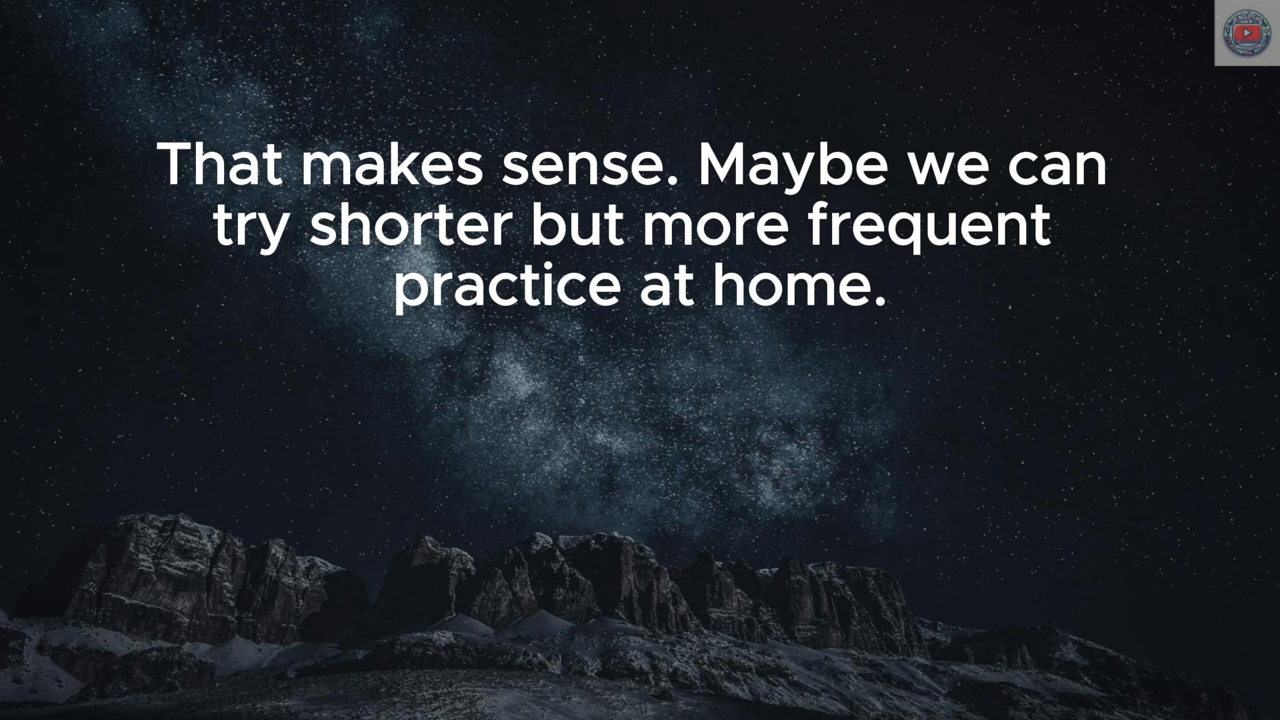 That makes sense. Maybe we can
try shorter but more frequent
practice at home.